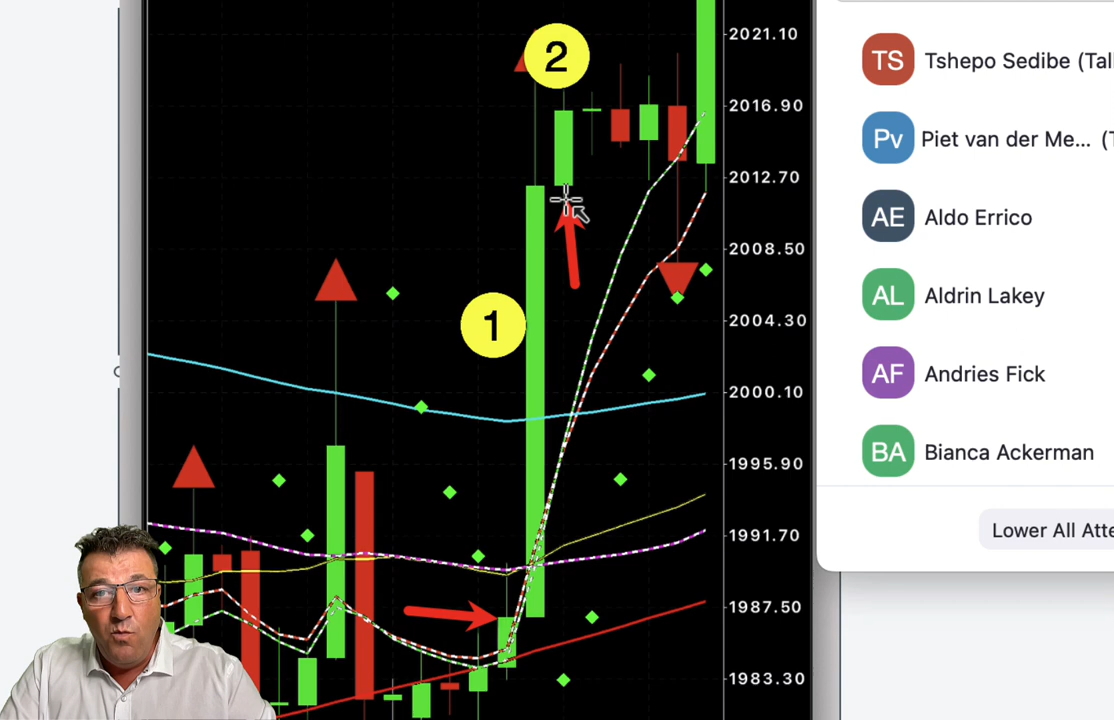 2021.10
2016.90
2012.70
2008.50
2004.30
2000.10
1995.90
1991.70
1987.50
1983.30
2
1
TS Tshepo Sedibe (Tal
Pv Piet van der Me... (T
AE Aldo Errico
AL Aldrin Lakey
AF Andries Fick
BA Bianca Ackerman
Lower All Atte